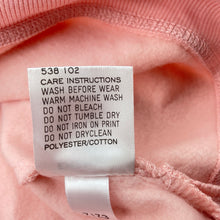 538 102
CARE INSTRUCTIONS
WASH BEFORE WEAR
WARM MACHINE WASH
DO NOT BLEACH
DO NOT TUMBLE DRY
DO NOT IRON ON PRINT
DO NOT DRYCLEAN
POLYESTER/COTTON